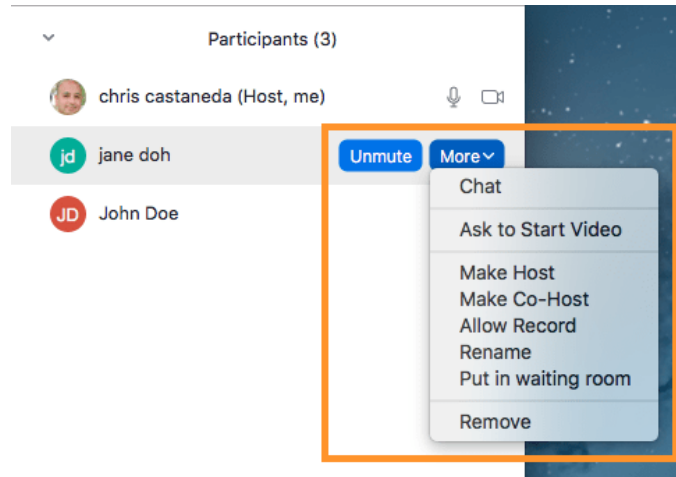 Participants (3)
chris castaneda (Host, me)
jd jane doh Unmute More
JD John Doe
Chat
Ask to Start Video
Make Host
Make Co-Host
Allow Record
Rename
Put in waiting room
Remove